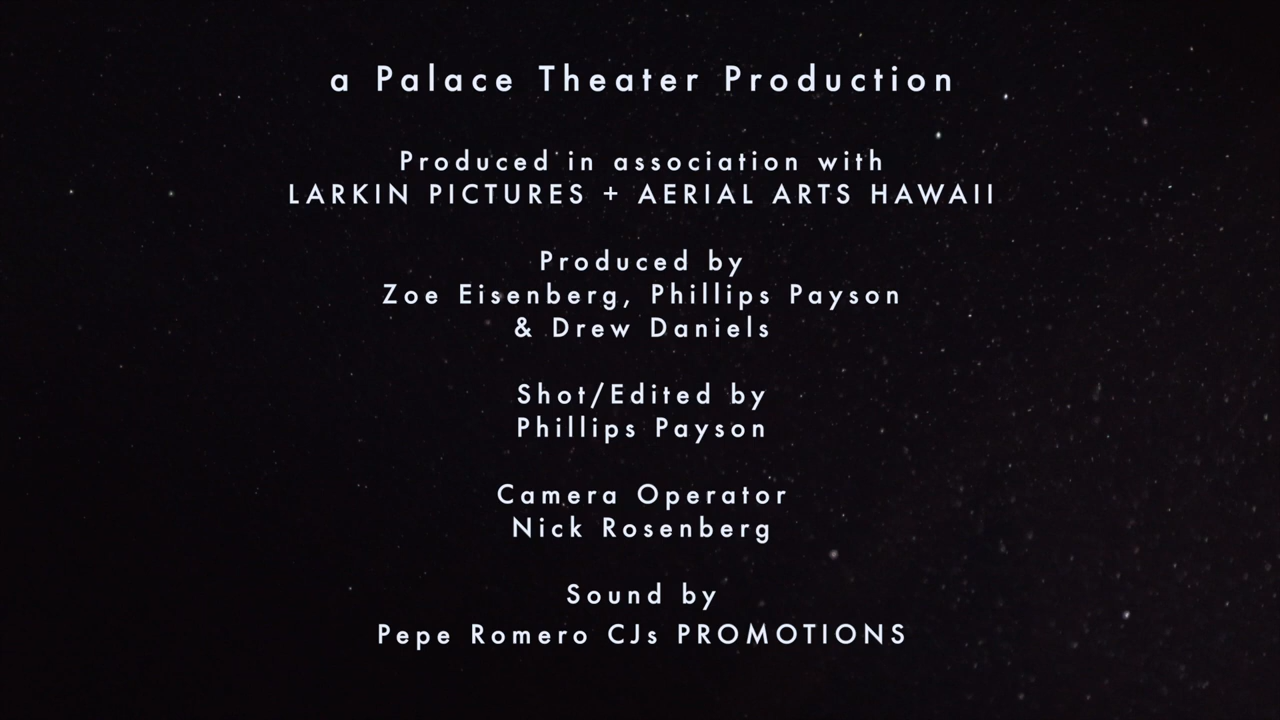 a Palace Theater Production
Produced in association with
LARKIN PICTURES + AERIAL ARTS HAWAII
Produced by
Zoe Eisenberg, Phillips Payson
& Drew Daniels
Shot/Edited by
Phillips Payson
Camera Operator
Nick Rosenberg
Sound by
Pepe Romero CJs PROMOTIONS